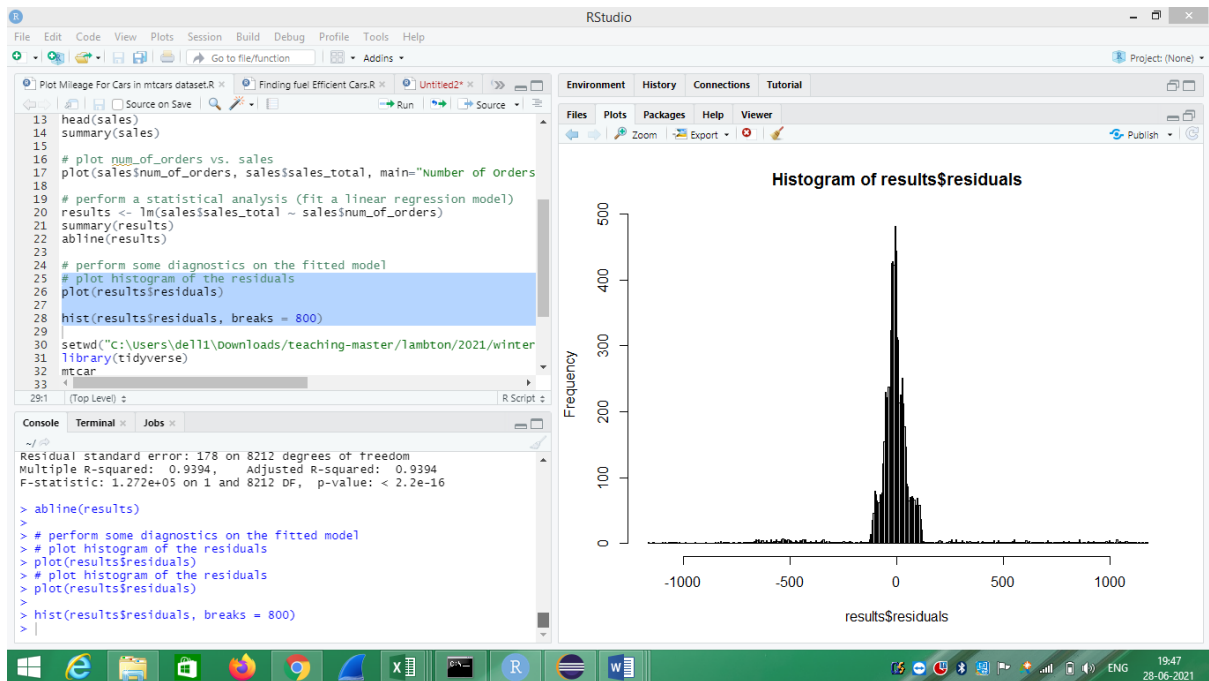 RStudio
File Edit Code View Plots Session Build Debug Profile Tools Help
Go to file/function
Addins
Project: (None)
Plot Mileage For Cars in mtcars dataset.R
Finding fuel Efficient Cars.R
Untitled2*
Source on Save
Run
Source
13 head(sales)
14 summary(sales)
15
16 # plot num_of_orders vs. sales
17 plot(sales$num_of_orders, sales$sales_total, main="Number of Orders
18
19 # perform a statistical analysis (fit a linear regression model)
20 results <- lm(sales$sales_total ~ sales$num_of_orders)
21 summary(results)
22 abline(results)
23
24 # perform some diagnostics on the fitted model
25 # plot histogram of the residuals
26 plot(results$residuals)
27
28 hist(results$residuals, breaks = 800)
29
30 setwd("C:\Users\dell1\Downloads/teaching-master/lambton/2021/winter
31 library(tidyverse)
32 mtcar
33
29:1 (Top Level) R Script
Console Terminal Jobs
~/
Residual standard error: 178 on 8212 degrees of freedom
Multiple R-squared: 0.9394, Adjusted R-squared: 0.9394
F-statistic: 1.272e+05 on 1 and 8212 DF, p-value: < 2.2e-16
> abline(results)
>
> # perform some diagnostics on the fitted model
> # plot histogram of the residuals
> plot(results$residuals)
> # plot histogram of the residuals
> plot(results$residuals)
>
> hist(results$residuals, breaks = 800)
>
Environment History Connections Tutorial
Files Plots Packages Help Viewer
Zoom Export Publish
Histogram of results$residuals
Frequency
500
400
300
200
100
0
-1000 -500 0 500 1000
results$residuals
ENG
19:47
28-06-2021